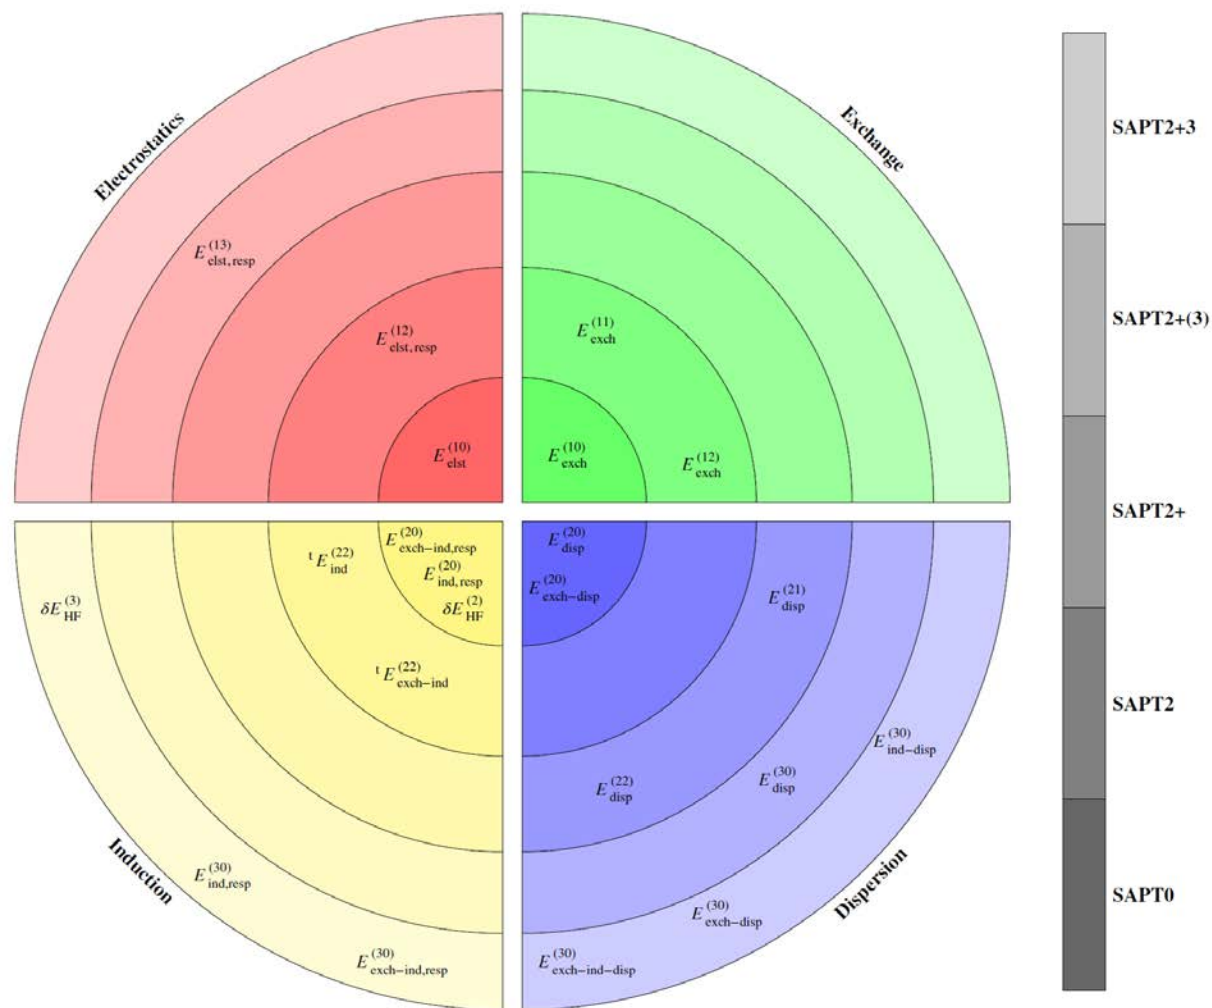 Electrostatics
E^{(13)}_{elst,resp}
E^{(12)}_{elst,resp}
E^{(10)}_{elst}
Exchange
E^{(11)}_{exch}
E^{(10)}_{exch}
E^{(12)}_{exch}
Induction
E^{(20)}_{exch–ind,resp}
^{t}E^{(22)}_{ind}
E^{(20)}_{ind,resp}
δE^{(3)}_{HF}
δE^{(2)}_{HF}
^{t}E^{(22)}_{exch–ind}
E^{(30)}_{ind,resp}
E^{(30)}_{exch–ind,resp}
Dispersion
E^{(20)}_{disp}
E^{(20)}_{exch–disp}
E^{(21)}_{disp}
E^{(30)}_{ind–disp}
E^{(22)}_{disp}
E^{(30)}_{disp}
E^{(30)}_{exch–disp}
E^{(30)}_{exch–ind–disp}
SAPT2+3
SAPT2+(3)
SAPT2+
SAPT2
SAPT0